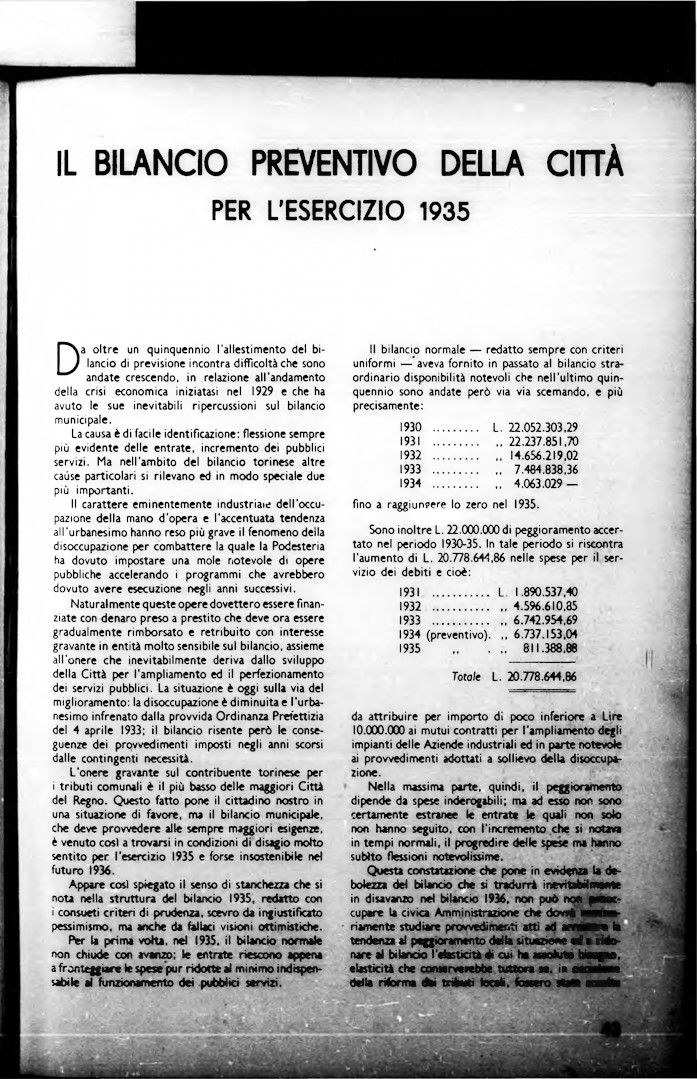 IL BILANCIO PREVENTIVO DELLA CITTÀ
PER L'ESERCIZIO 1935
Da oltre un quinquennio l'allestimento del bi-
lancio di previsione incontra difficoltà che sono
andate crescendo, in relazione all'andamento
della crisi economica iniziatasi nel 1929 e che ha
avuto le sue inevitabili ripercussioni sul bilancio
municipale.
La causa è di facile identificazione: flessione sempre
più evidente delle entrate, incremento dei pubblici
servizi. Ma nell'ambito del bilancio torinese altre
cause particolari si rilevano ed in modo speciale due
più importanti.
Il carattere eminentemente industriale dell'occu-
pazione della mano d'opera e l'accentuata tendenza
all'urbanesimo hanno reso più grave il fenomeno della
disoccupazione per combattere la quale la Podesteria
ha dovuto impostare una mole notevole di opere
pubbliche accelerando i programmi che avrebbero
dovuto avere esecuzione negli anni successivi.
Naturalmente queste opere dovettero essere finan-
ziate con denaro preso a prestito che deve ora essere
gradualmente rimborsato e retribuito con interesse
gravante in entità molto sensibile sul bilancio, assieme
all'onere che inevitabilmente deriva dallo sviluppo
della Città per l'ampliamento ed il perfezionamento
dei servizi pubblici. La situazione è oggi sulla via del
miglioramento: la disoccupazione è diminuita e l'urba-
nesimo infrenato dalla provvida Ordinanza Prefettizia
del 4 aprile 1933; il bilancio risente però le conse-
guenze dei provvedimenti imposti negli anni scorsi
dalle contingenti necessità.
L'onere gravante sul contribuente torinese per
i tributi comunali è il più basso delle maggiori Città
del Regno. Questo fatto pone il cittadino nostro in
una situazione di favore, ma il bilancio municipale,
che deve provvedere alle sempre maggiori esigenze,
è venuto così a trovarsi in condizioni di disagio molto
sentito per l'esercizio 1935 e forse insostenibile nel
futuro 1936.
Appare così spiegato il senso di stanchezza che si
nota nella struttura del bilancio 1935, redatto con
i consueti criteri di prudenza, scevro da ingiustificato
pessimismo, ma anche da fallaci visioni ottimistiche.
Per la prima volta, nel 1935, il bilancio normale
non chiude con avanzo; le entrate riescono appena
a fronteggiare le spese pur ridotte al minimo indispen-
sabile al funzionamento dei pubblici servizi.
Il bilancio normale — redatto sempre con criteri
uniformi — aveva fornito in passato al bilancio stra-
ordinario disponibilità notevoli che nell'ultimo quin-
quennio sono andate però via via scemando, e più
precisamente:
1930 ......... L. 22.052.303,29
1931 ......... ,, 22.237.851,70
1932 ......... ,, 14.656.219,02
1933 ......... ,, 7.484.838,36
1934 ......... ,, 4.063.029 —
fino a raggiungere lo zero nel 1935.
Sono inoltre L. 22.000.000 di peggioramento accer-
tato nel periodo 1930-35. In tale periodo si riscontra
l'aumento di L. 20.778.644,86 nelle spese per il ser-
vizio dei debiti e cioè:
1931 ........... L. 1.890.537,40
1932 ........... ,, 4.596.610,85
1933 ........... ,, 6.742.954,69
1934 (preventivo). ,, 6.737.153,04
1935 ,, . ,, 811.388,88
Totale L. 20.778.644,86
da attribuire per importo di poco inferiore a Lire
10.000.000 ai mutui contratti per l'ampliamento degli
impianti delle Aziende industriali ed in parte notevole
ai provvedimenti adottati a sollievo della disoccupa-
zione.
Nella massima parte, quindi, il peggioramento
dipende da spese inderogabili; ma ad esso non sono
certamente estranee le entrate le quali non solo
non hanno seguito, con l'incremento che si notava
in tempi normali, il progredire delle spese ma hanno
subito flessioni notevolissime.
Questa constatazione che pone in evidenza la de-
bolezza del bilancio che si tradurrà inevitabilmente
in disavanzo nel bilancio 1936, non può non preoc-
cupare la civica Amministrazione che dovrà
riamente studiare provvedimenti atti ad la
tendenza al peggioramento della situazione ed a rido-
nare al bilancio l'elasticità di cui ha assoluto bisogno,
elasticità che conserverebbe tuttora se, in occasione
della riforma dei tributi locali, fossero state